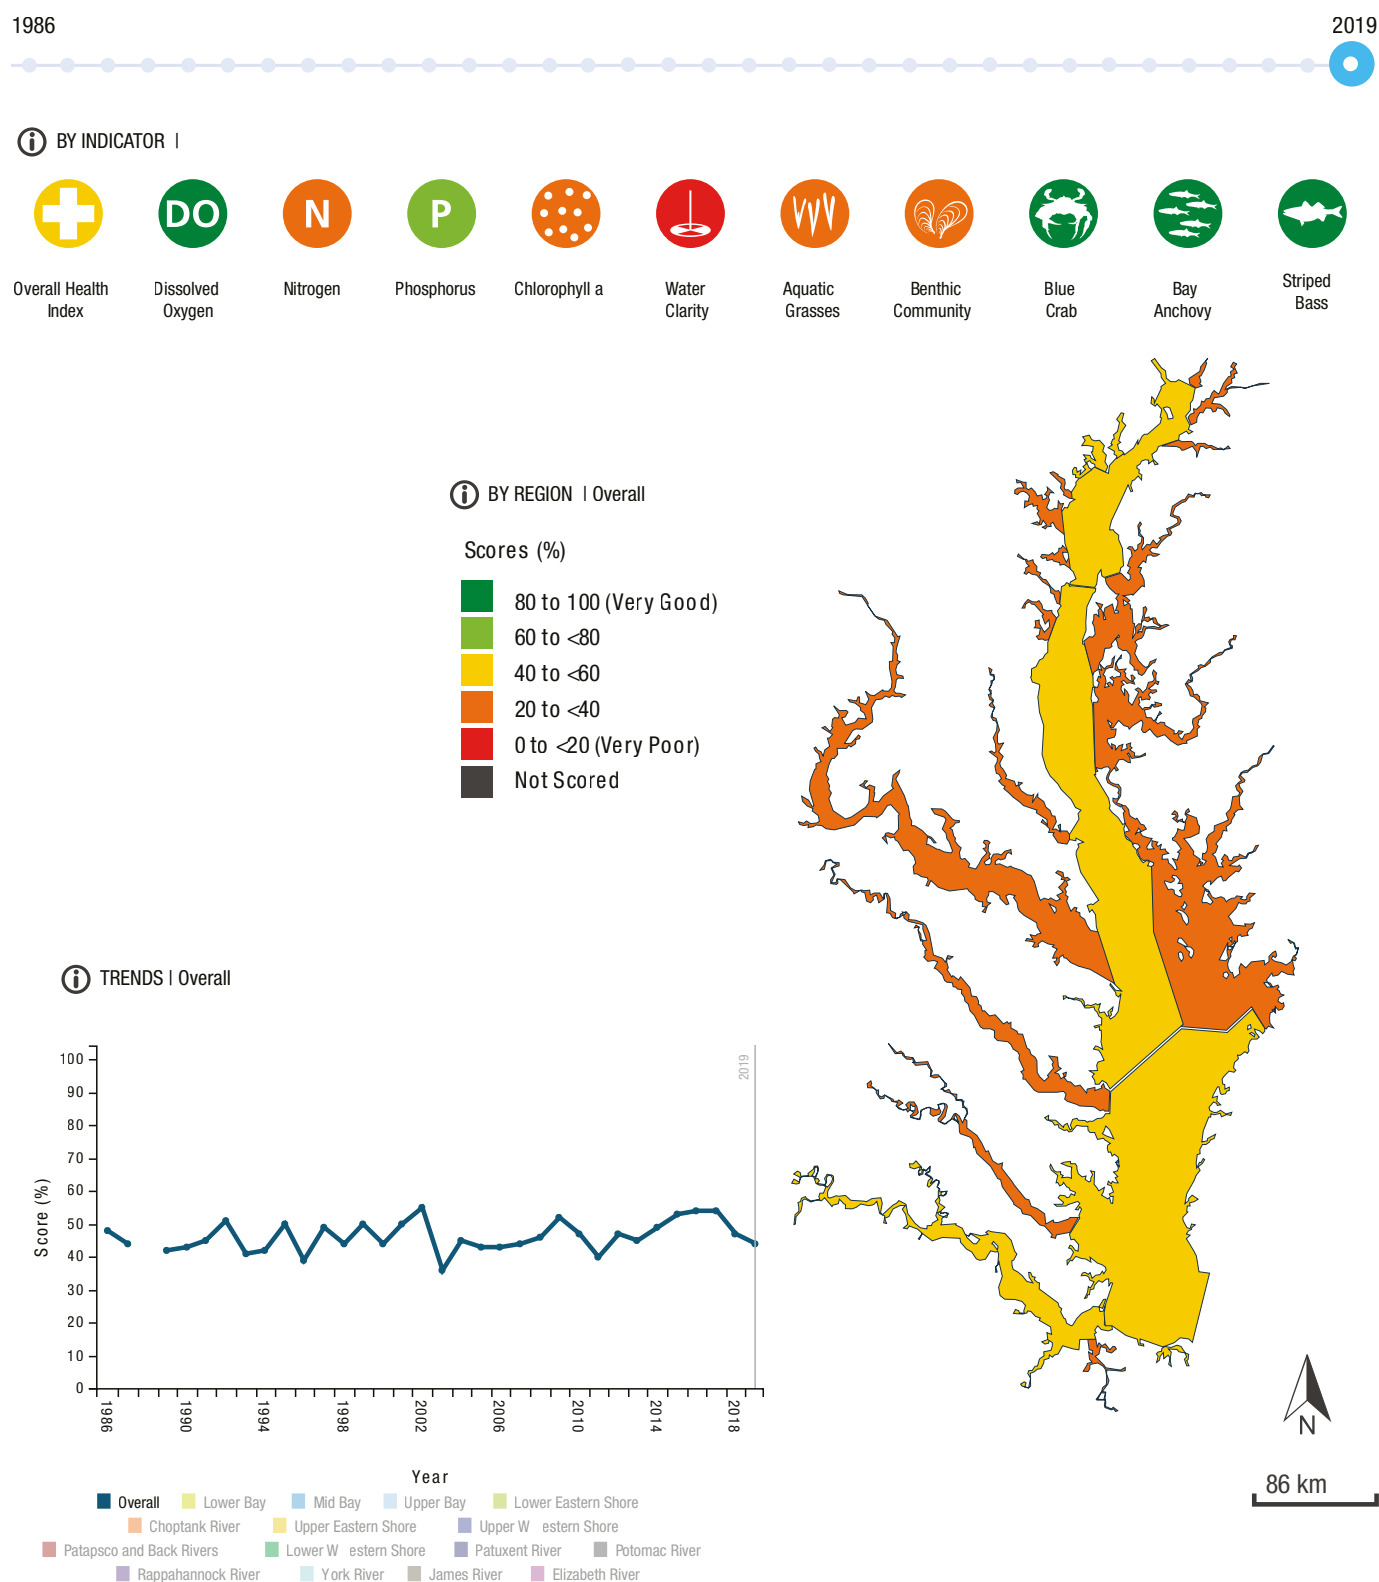 1986
2019
BY INDICATOR |
DO
N
P
Overall Health
Index
Dissolved
Oxygen
Nitrogen
Phosphorus
Chlorophyll a
Water
Clarity
Aquatic
Grasses
Benthic
Community
Blue
Crab
Bay
Anchovy
Striped
Bass
BY REGION | Overall
Scores (%)
80 to 100 (Very Good)
60 to <80
40 to <60
20 to <40
0 to <20 (Very Poor)
Not Scored
TRENDS | Overall
2019
100
90
80
70
60
50
40
30
20
10
0
Score (%)
1986
1990
1994
1998
2002
2006
2010
2014
2018
Year
Overall
Lower Bay
Mid Bay
Upper Bay
Lower Eastern Shore
Choptank River
Upper Eastern Shore
Upper W estern Shore
Patapsco and Back Rivers
Lower W estern Shore
Patuxent River
Potomac River
Rappahannock River
York River
James River
Elizabeth River
N
86 km